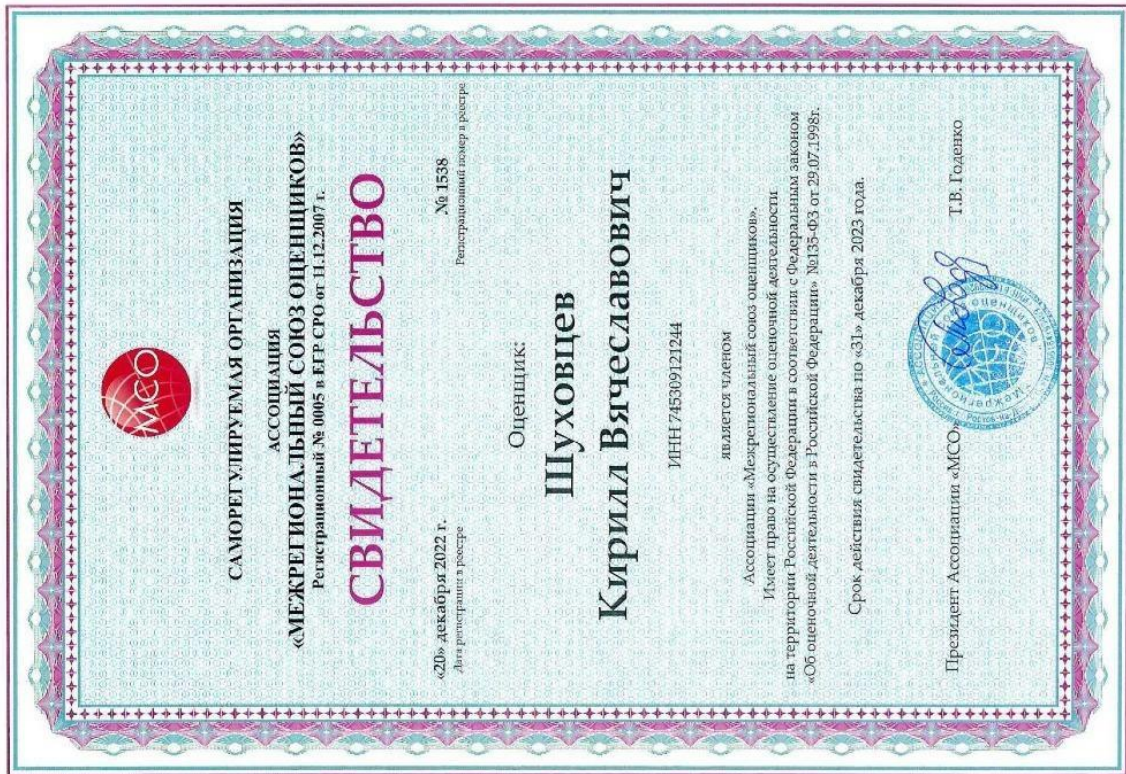 МСО
САМОРЕГУЛИРУЕМАЯ ОРГАНИЗАЦИЯ
АССОЦИАЦИЯ
«МЕЖРЕГИОНАЛЬНЫЙ СОЮЗ ОЦЕНЩИКОВ»
Регистрационный № 0005 в ЕГР СРО от 11.12.2007 г.
СВИДЕТЕЛЬСТВО
«20» декабря 2022 г. № 1538
Дата регистрации в реестре Регистрационный номер в реестре
Оценщик:
Шуховцев
Кирилл Вячеславович
ИНН 745309121244
является членом
Ассоциации «Межрегиональный союз оценщиков».
Имеет право на осуществление оценочной деятельности
на территории Российской Федерации в соответствии с Федеральным законом
«Об оценочной деятельности в Российской Федерации» №135-ФЗ от 29.07.1998г.
Срок действия свидетельства по «31» декабря 2023 года.
Президент Ассоциации «МСО» Т.В. Годенко